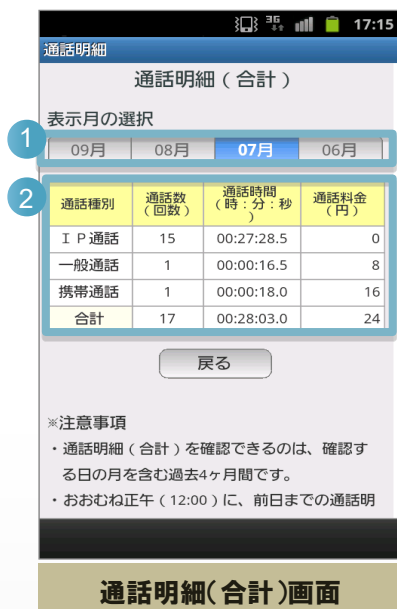 3G 17:15
通話明細
通話明細（合計）
表示月の選択
1
09月 08月 07月 06月
2
通話種別 通話数（回数） 通話時間（時：分：秒） 通話料金（円）
ＩＰ通話 15 00:27:28.5 0
一般通話 1 00:00:16.5 8
携帯通話 1 00:00:18.0 16
合計 17 00:28:03.0 24
戻る
※注意事項
・通話明細（合計）を確認できるのは、確認す
る日の月を含む過去4ヶ月間です。
・おおむね正午（12:00）に、前日までの通話明
通話明細（合計）画面